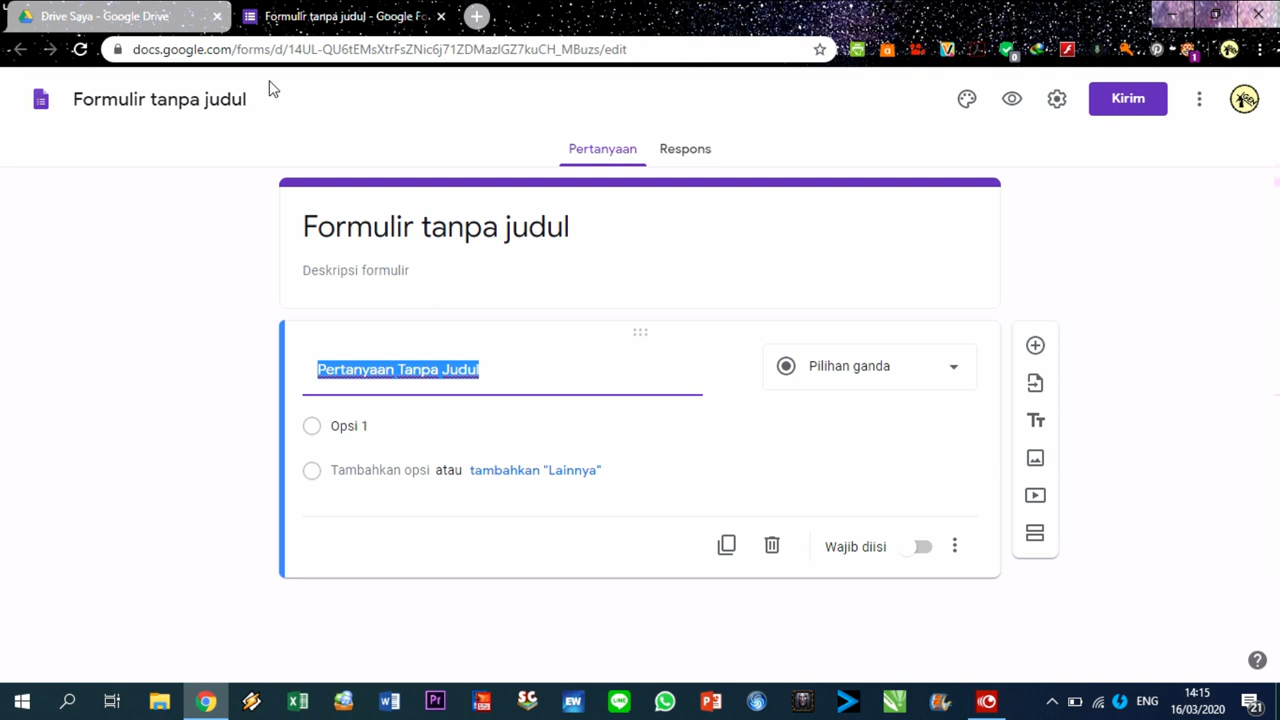 Drive Saya - Google Drive
Formulir tanpa judul - Google Fo
docs.google.com/forms/d/14UL-QU6tEMsXtrFsZNic6j71ZDMazIGZ7kuCH_MBuzs/edit
Formulir tanpa judul
Kirim
Pertanyaan Respons
Formulir tanpa judul
Deskripsi formulir
Pertanyaan Tanpa Judul
Pilihan ganda
Opsi 1
Tambahkan opsi atau tambahkan "Lainnya"
Wajib diisi
ENG
14:15
16/03/2020
21